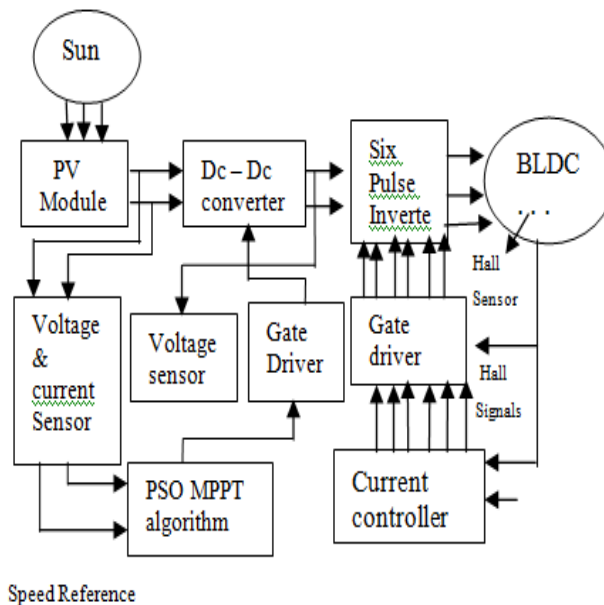 Sun
PV
Module
Dc – Dc
converter
Six
Pulse
Inverte
BLDC
. . .
Hall
Sensor
Voltage
&
current
Sensor
Voltage
sensor
Gate
Driver
Gate
driver
Hall
Signals
PSO MPPT
algorithm
Current
controller
Speed Reference